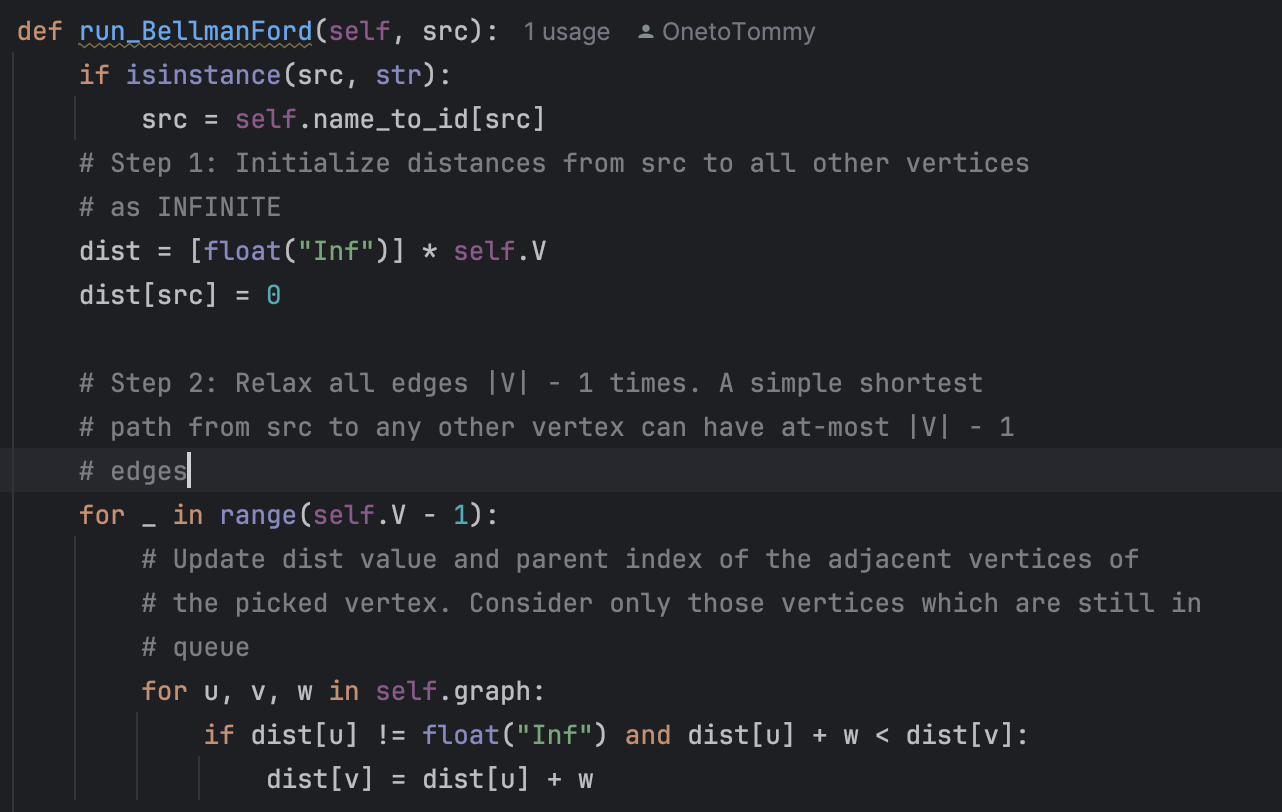 def run_BellmanFord(self, src): 1 usage OnetoTommy
    if isinstance(src, str):
        src = self.name_to_id[src]
    # Step 1: Initialize distances from src to all other vertices
    # as INFINITE
    dist = [float("Inf")] * self.V
    dist[src] = 0
    # Step 2: Relax all edges |V| - 1 times. A simple shortest
    # path from src to any other vertex can have at-most |V| - 1
    # edges
    for _ in range(self.V - 1):
        # Update dist value and parent index of the adjacent vertices of
        # the picked vertex. Consider only those vertices which are still in
        # queue
        for u, v, w in self.graph:
            if dist[u] != float("Inf") and dist[u] + w < dist[v]:
                dist[v] = dist[u] + w